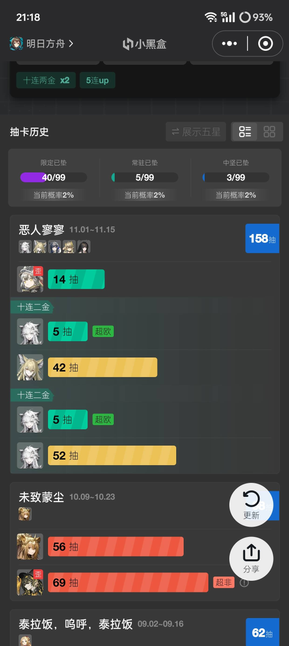 21:18
93%
明日方舟
小黑盒
十连两金 x2
5连up
抽卡历史
展示五星
限定已垫
常驻已垫
中坚已垫
40/99
5/99
3/99
当前概率2%
当前概率2%
当前概率2%
恶人寥寥 11.01-11.15
158抽
歪
14 抽
十连二金
5 抽 超欧
42 抽
十连二金
5 抽 超欧
52 抽
未致蒙尘 10.09-10.23
更新
56 抽
分享
歪
69 抽 超非
泰拉饭，呜呼，泰拉饭 09.02-09.16
62抽